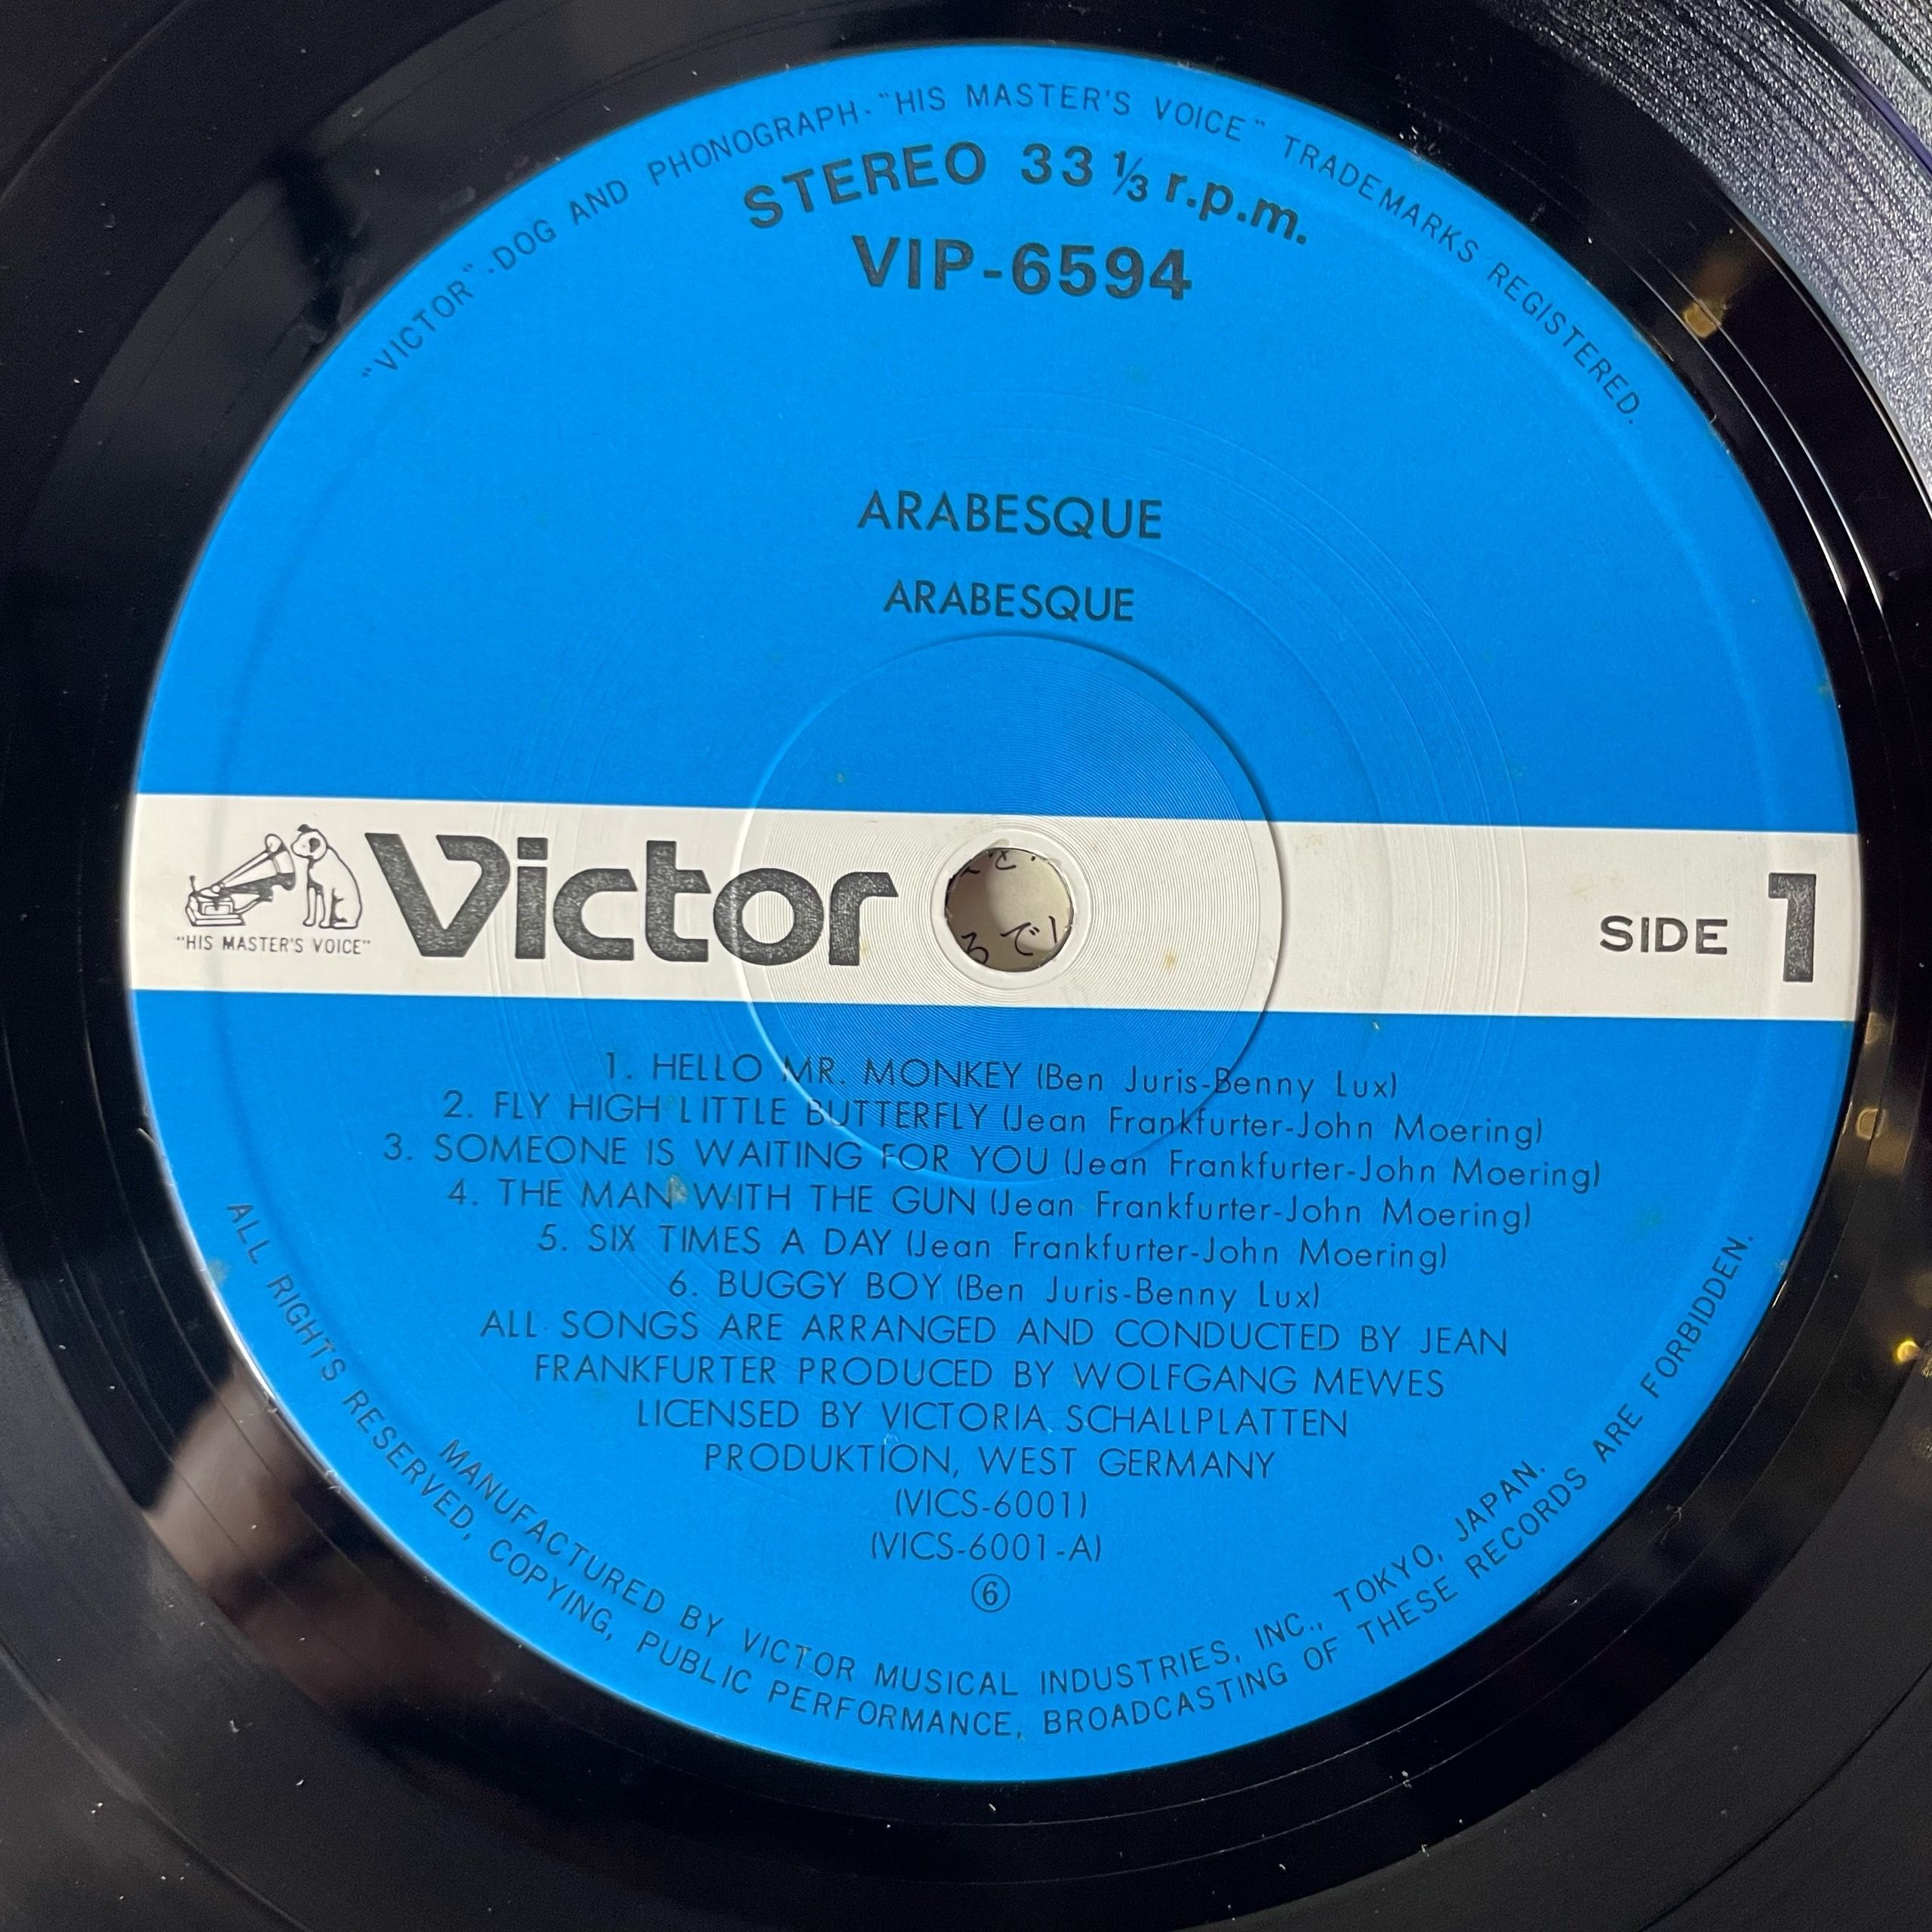 "VICTOR"-DOG AND PHONOGRAPH-"HIS MASTER'S VOICE" TRADEMARKS REGISTERED.
STEREO 33 ⅓ r.p.m.
VIP-6594
ARABESQUE
ARABESQUE
Victor
"HIS MASTER'S VOICE"
SIDE 1
1. HELLO MR. MONKEY (Ben Juris-Benny Lux)
2. FLY HIGH LITTLE BUTTERFLY (Jean Frankfurter-John Moering)
3. SOMEONE IS WAITING FOR YOU (Jean Frankfurter-John Moering)
4. THE MAN WITH THE GUN (Jean Frankfurter-John Moering)
5. SIX TIMES A DAY (Jean Frankfurter-John Moering)
6. BUGGY BOY (Ben Juris-Benny Lux)
ALL SONGS ARE ARRANGED AND CONDUCTED BY JEAN
FRANKFURTER PRODUCED BY WOLFGANG MEWES
LICENSED BY VICTORIA SCHALLPLATTEN
PRODUKTION, WEST GERMANY
(VICS-6001)
(VICS-6001-A)
⑥
MANUFACTURED BY VICTOR MUSICAL INDUSTRIES, INC., TOKYO, JAPAN.
ALL RIGHTS RESERVED, COPYING, PUBLIC PERFORMANCE, BROADCASTING OF THESE RECORDS ARE FORBIDDEN.